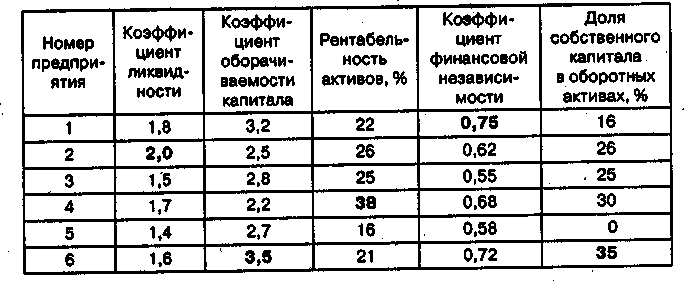 Номер предпри-ятия | Коэффи-циент ликвид-ности | Коэффи-циент оборачи-ваемости капитала | Рентабель-ность активов, % | Коэффи-циент финансовой независи-мости | Доля собственного капитала в оборотных активах, %
1 | 1,8 | 3,2 | 22 | 0,75 | 16
2 | 2,0 | 2,5 | 26 | 0,62 | 26
3 | 1,5 | 2,8 | 25 | 0,55 | 25
4 | 1,7 | 2,2 | 38 | 0,68 | 30
5 | 1,4 | 2,7 | 16 | 0,58 | 0
6 | 1,6 | 3,5 | 21 | 0,72 | 35